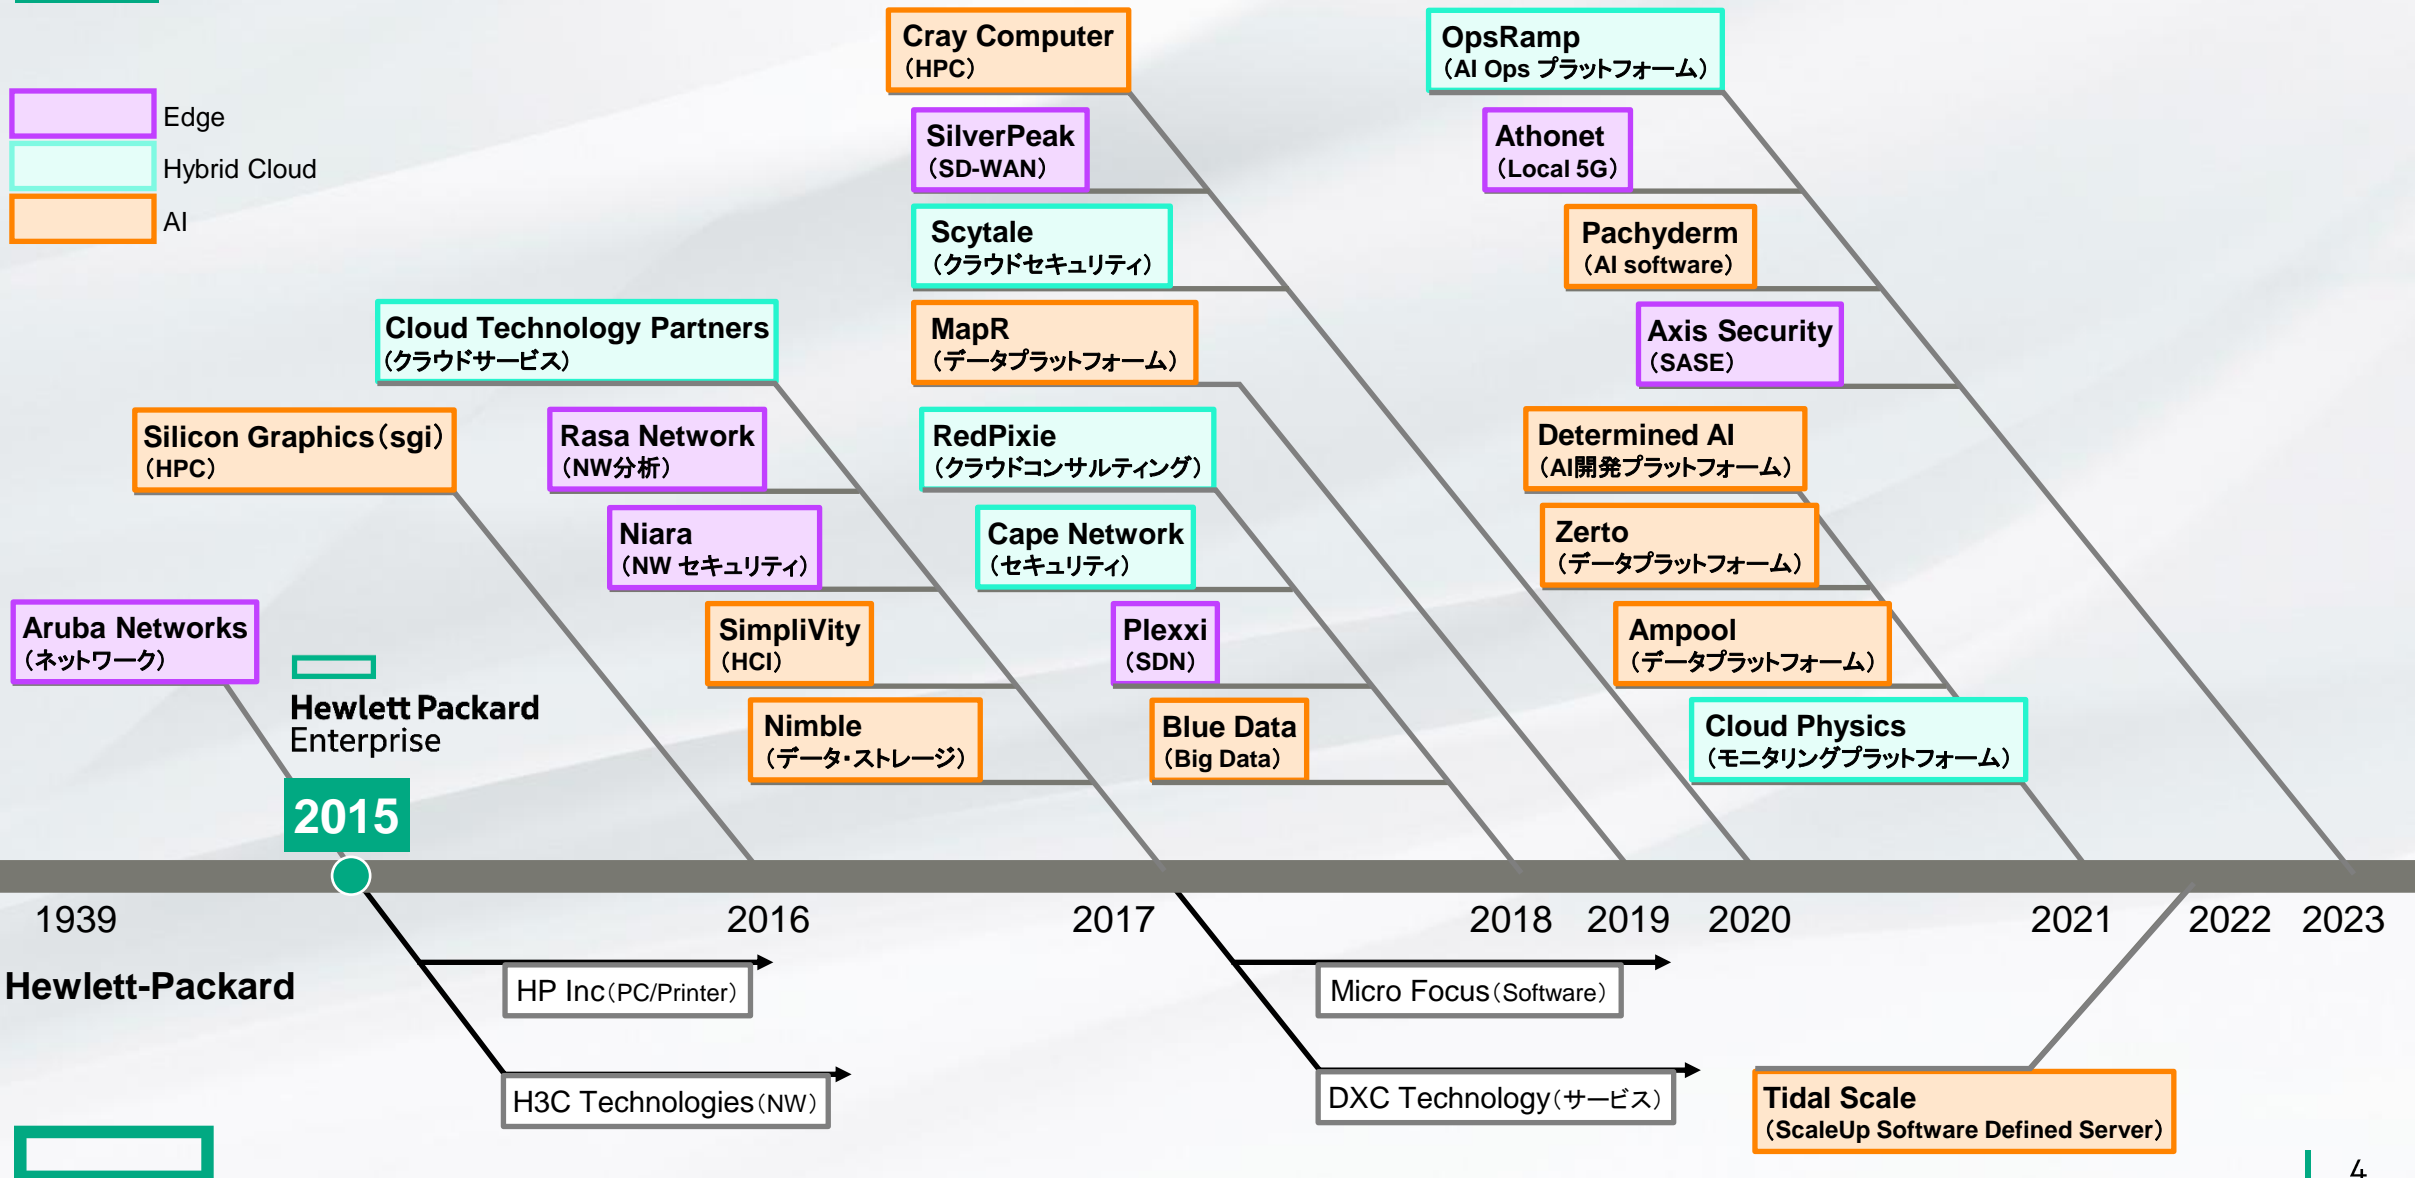 Edge
Hybrid Cloud
AI
Aruba Networks
（ネットワーク）
Silicon Graphics（sgi）
（HPC）
Cloud Technology Partners
（クラウドサービス）
Rasa Network
（NW分析）
Niara
（NW セキュリティ）
SimpliVity
（HCI）
Nimble
（データ・ストレージ）
Cray Computer
（HPC）
SilverPeak
（SD-WAN）
Scytale
（クラウドセキュリティ）
MapR
（データプラットフォーム）
RedPixie
（クラウドコンサルティング）
Cape Network
（セキュリティ）
Plexxi
（SDN）
Blue Data
（Big Data）
OpsRamp
（AI Ops プラットフォーム）
Athonet
（Local 5G）
Pachyderm
（AI software）
Axis Security
（SASE）
Determined AI
（AI開発プラットフォーム）
Zerto
（データプラットフォーム）
Ampool
（データプラットフォーム）
Cloud Physics
（モニタリングプラットフォーム）
Hewlett Packard
Enterprise
2015
1939
2016
2017
2018
2019
2020
2021
2022
2023
Hewlett-Packard
HP Inc（PC/Printer）
H3C Technologies（NW）
Micro Focus（Software）
DXC Technology（サービス）
Tidal Scale
（ScaleUp Software Defined Server）
4